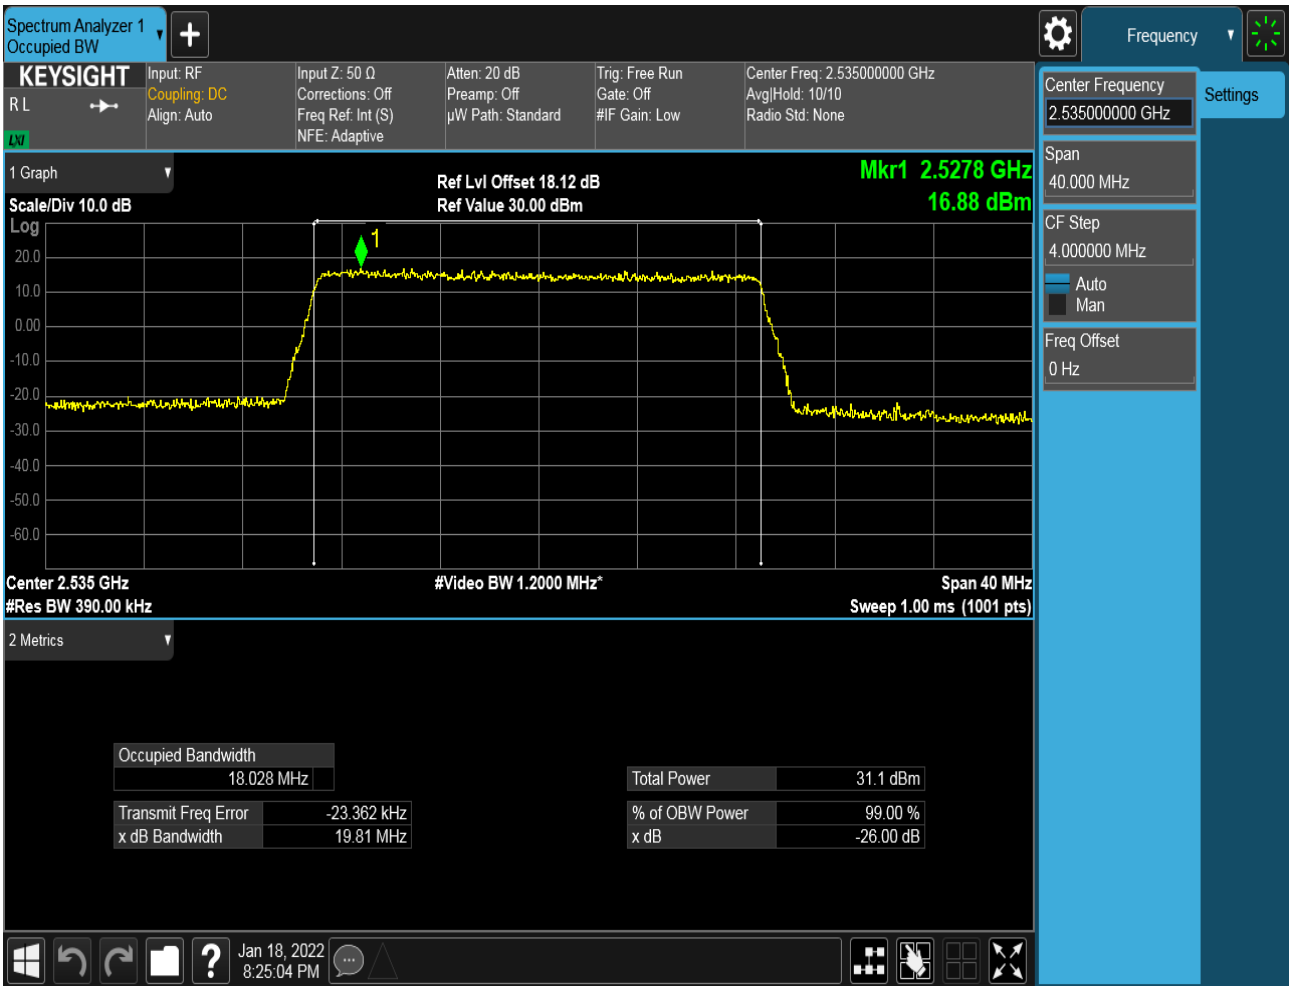 Spectrum Analyzer 1
Occupied BW
Frequency
KEYSIGHT
R L
LXI
Input: RF
Coupling: DC
Align: Auto
Input Z: 50 Ω
Corrections: Off
Freq Ref: Int (S)
NFE: Adaptive
Atten: 20 dB
Preamp: Off
µW Path: Standard
Trig: Free Run
Gate: Off
#IF Gain: Low
Center Freq: 2.535000000 GHz
Avg|Hold: 10/10
Radio Std: None
Center Frequency
2.535000000 GHz
Settings
Span
40.000 MHz
CF Step
4.000000 MHz
Auto
Man
Freq Offset
0 Hz
1 Graph
Scale/Div 10.0 dB
Ref Lvl Offset 18.12 dB
Ref Value 30.00 dBm
Mkr1 2.5278 GHz
16.88 dBm
Log
1
20.0
10.0
0.00
-10.0
-20.0
-30.0
-40.0
-50.0
-60.0
Center 2.535 GHz
#Video BW 1.2000 MHz*
Span 40 MHz
#Res BW 390.00 kHz
Sweep 1.00 ms (1001 pts)
2 Metrics
Occupied Bandwidth
18.028 MHz
Total Power 31.1 dBm
Transmit Freq Error -23.362 kHz
% of OBW Power 99.00 %
x dB Bandwidth 19.81 MHz
x dB -26.00 dB
?
Jan 18, 2022
8:25:04 PM